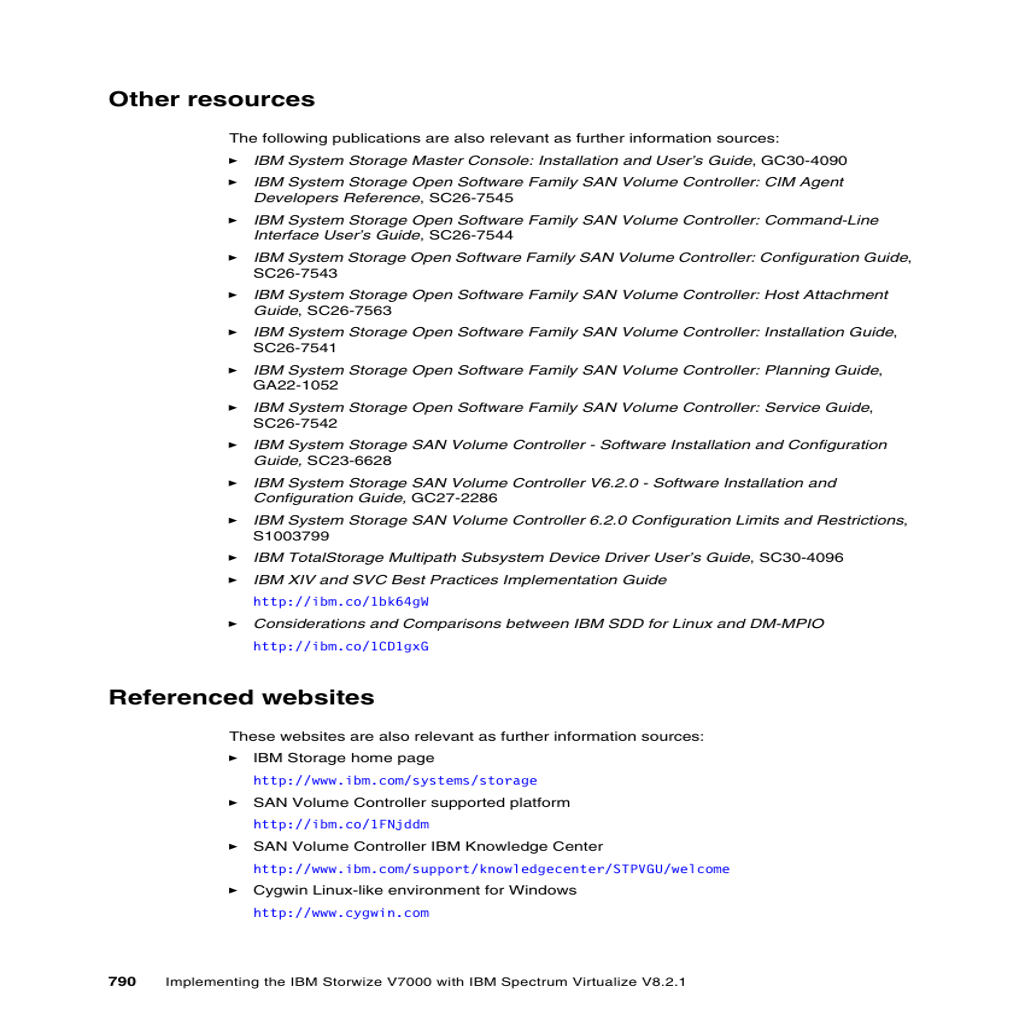 Other resources
The following publications are also relevant as further information sources:
► IBM System Storage Master Console: Installation and User’s Guide, GC30-4090
► IBM System Storage Open Software Family SAN Volume Controller: CIM Agent
Developers Reference, SC26-7545
► IBM System Storage Open Software Family SAN Volume Controller: Command-Line
Interface User’s Guide, SC26-7544
► IBM System Storage Open Software Family SAN Volume Controller: Configuration Guide,
SC26-7543
► IBM System Storage Open Software Family SAN Volume Controller: Host Attachment
Guide, SC26-7563
► IBM System Storage Open Software Family SAN Volume Controller: Installation Guide,
SC26-7541
► IBM System Storage Open Software Family SAN Volume Controller: Planning Guide,
GA22-1052
► IBM System Storage Open Software Family SAN Volume Controller: Service Guide,
SC26-7542
► IBM System Storage SAN Volume Controller - Software Installation and Configuration
Guide, SC23-6628
► IBM System Storage SAN Volume Controller V6.2.0 - Software Installation and
Configuration Guide, GC27-2286
► IBM System Storage SAN Volume Controller 6.2.0 Configuration Limits and Restrictions,
S1003799
► IBM TotalStorage Multipath Subsystem Device Driver User’s Guide, SC30-4096
► IBM XIV and SVC Best Practices Implementation Guide
http://ibm.co/1bk64gW
► Considerations and Comparisons between IBM SDD for Linux and DM-MPIO
http://ibm.co/1CD1gxG
Referenced websites
These websites are also relevant as further information sources:
► IBM Storage home page
http://www.ibm.com/systems/storage
► SAN Volume Controller supported platform
http://ibm.co/1FNjddm
► SAN Volume Controller IBM Knowledge Center
http://www.ibm.com/support/knowledgecenter/STPVGU/welcome
► Cygwin Linux-like environment for Windows
http://www.cygwin.com
790 Implementing the IBM Storwize V7000 with IBM Spectrum Virtualize V8.2.1